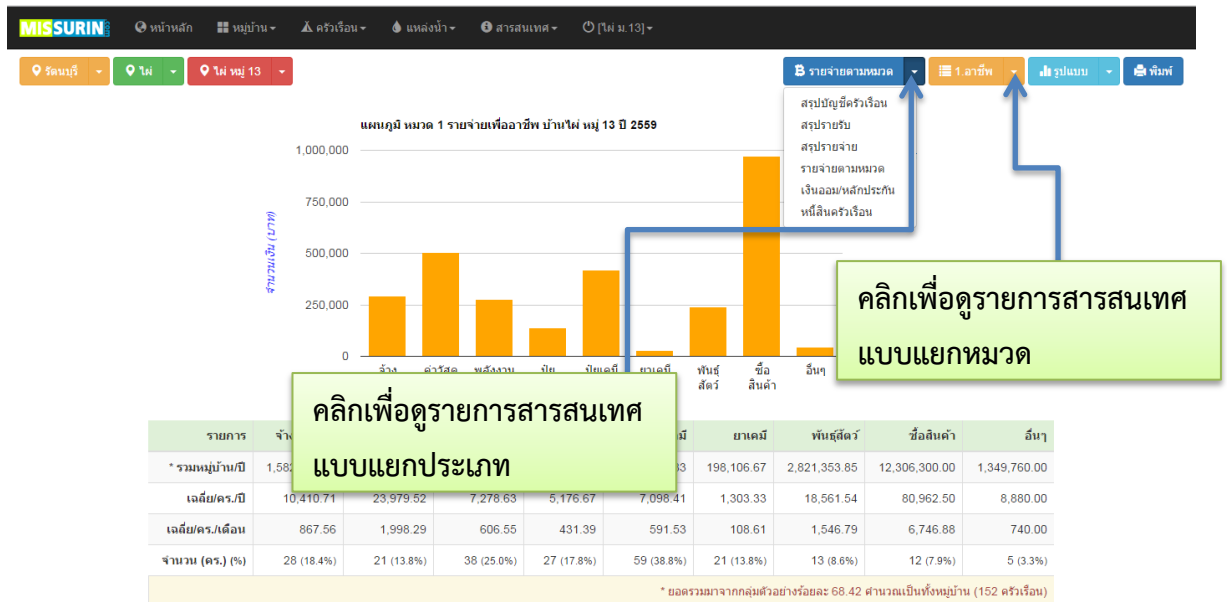 MISSURIN หน้าหลัก หมู่บ้าน ครัวเรือน แหล่งน้ำ สารสนเทศ [ไผ่ ม.13]
รัตนบุรี ไผ่ ไผ่ หมู่ 13 รายจ่ายตามหมวด 1.อาชีพ รูปแบบ พิมพ์
สรุปบัญชีครัวเรือน
สรุปรายรับ
สรุปรายจ่าย
รายจ่ายตามหมวด
เงินออม/หลักประกัน
หนี้สินครัวเรือน
แผนภูมิ หมวด 1 รายจ่ายเพื่ออาชีพ บ้านไผ่ หมู่ 13 ปี 2559
1,000,000
750,000
500,000
250,000
0
จำนวนเงิน (บาท)
จ้าง ค่าวัสดุ พลังงาน ปุ๋ย ปุ๋ยเคมี ยาเคมี พันธุ์ ซื้อ อื่นๆ
สัตว์ สินค้า
คลิกเพื่อดูรายการสารสนเทศ
แบบแยกหมวด
คลิกเพื่อดูรายการสารสนเทศ
แบบแยกประเภท
รายการ ยาเคมี พันธุ์สัตว์ ซื้อสินค้า อื่นๆ
* รวมหมู่บ้าน/ปี 198,106.67 2,821,353.85 12,306,300.00 1,349,760.00
เฉลี่ย/คร./ปี 10,410.71 23,979.52 7,278.63 5,176.67 7,098.41 1,303.33 18,561.54 80,962.50 8,880.00
เฉลี่ย/คร./เดือน 867.56 1,998.29 606.55 431.39 591.53 108.61 1,546.79 6,746.88 740.00
จำนวน (คร.) (%) 28 (18.4%) 21 (13.8%) 38 (25.0%) 27 (17.8%) 59 (38.8%) 21 (13.8%) 13 (8.6%) 12 (7.9%) 5 (3.3%)
* ยอดรวมมาจากกลุ่มตัวอย่างร้อยละ 68.42 คำนวณเป็นทั้งหมู่บ้าน (152 ครัวเรือน)